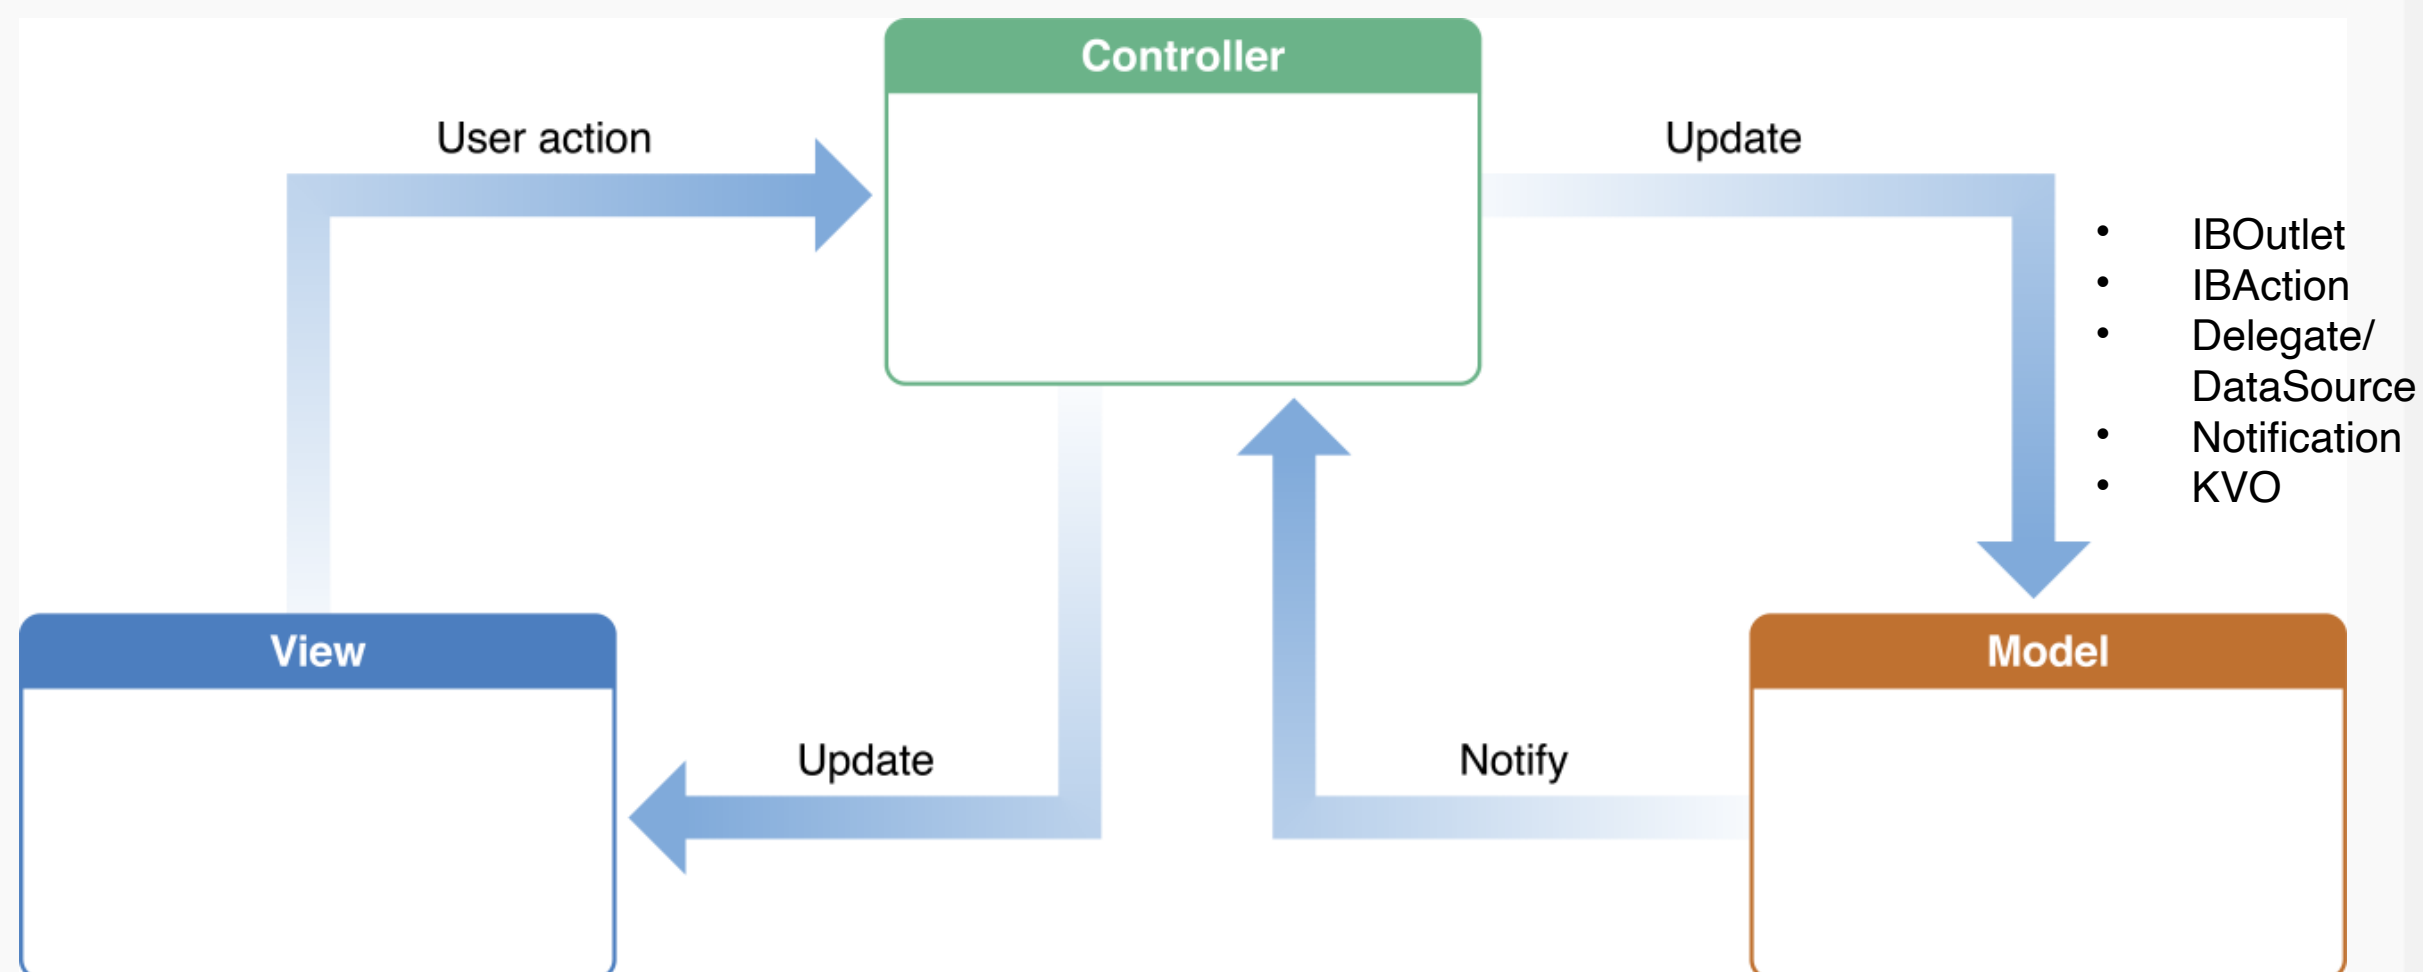 Controller
User action
Update
• IBOutlet
• IBAction
• Delegate/
DataSource
• Notification
• KVO
View
Model
Update
Notify